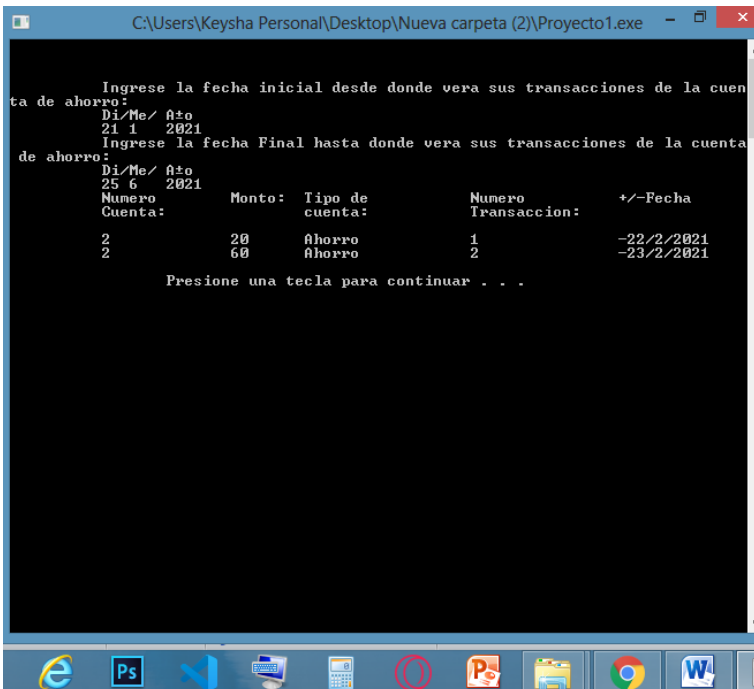 C:\Users\Keysha Personal\Desktop\Nueva carpeta (2)\Proyecto1.exe
Ingrese la fecha inicial desde donde vera sus transacciones de la cuen
ta de ahorro:
Di/Me/ A±o
21 1 2021
Ingrese la fecha Final hasta donde vera sus transacciones de la cuenta
de ahorro:
Di/Me/ A±o
25 6 2021
Numero Monto: Tipo de Numero +/-Fecha
Cuenta: cuenta: Transaccion:
2 20 Ahorro 1 -22/2/2021
2 60 Ahorro 2 -23/2/2021
Presione una tecla para continuar . . .
Ps